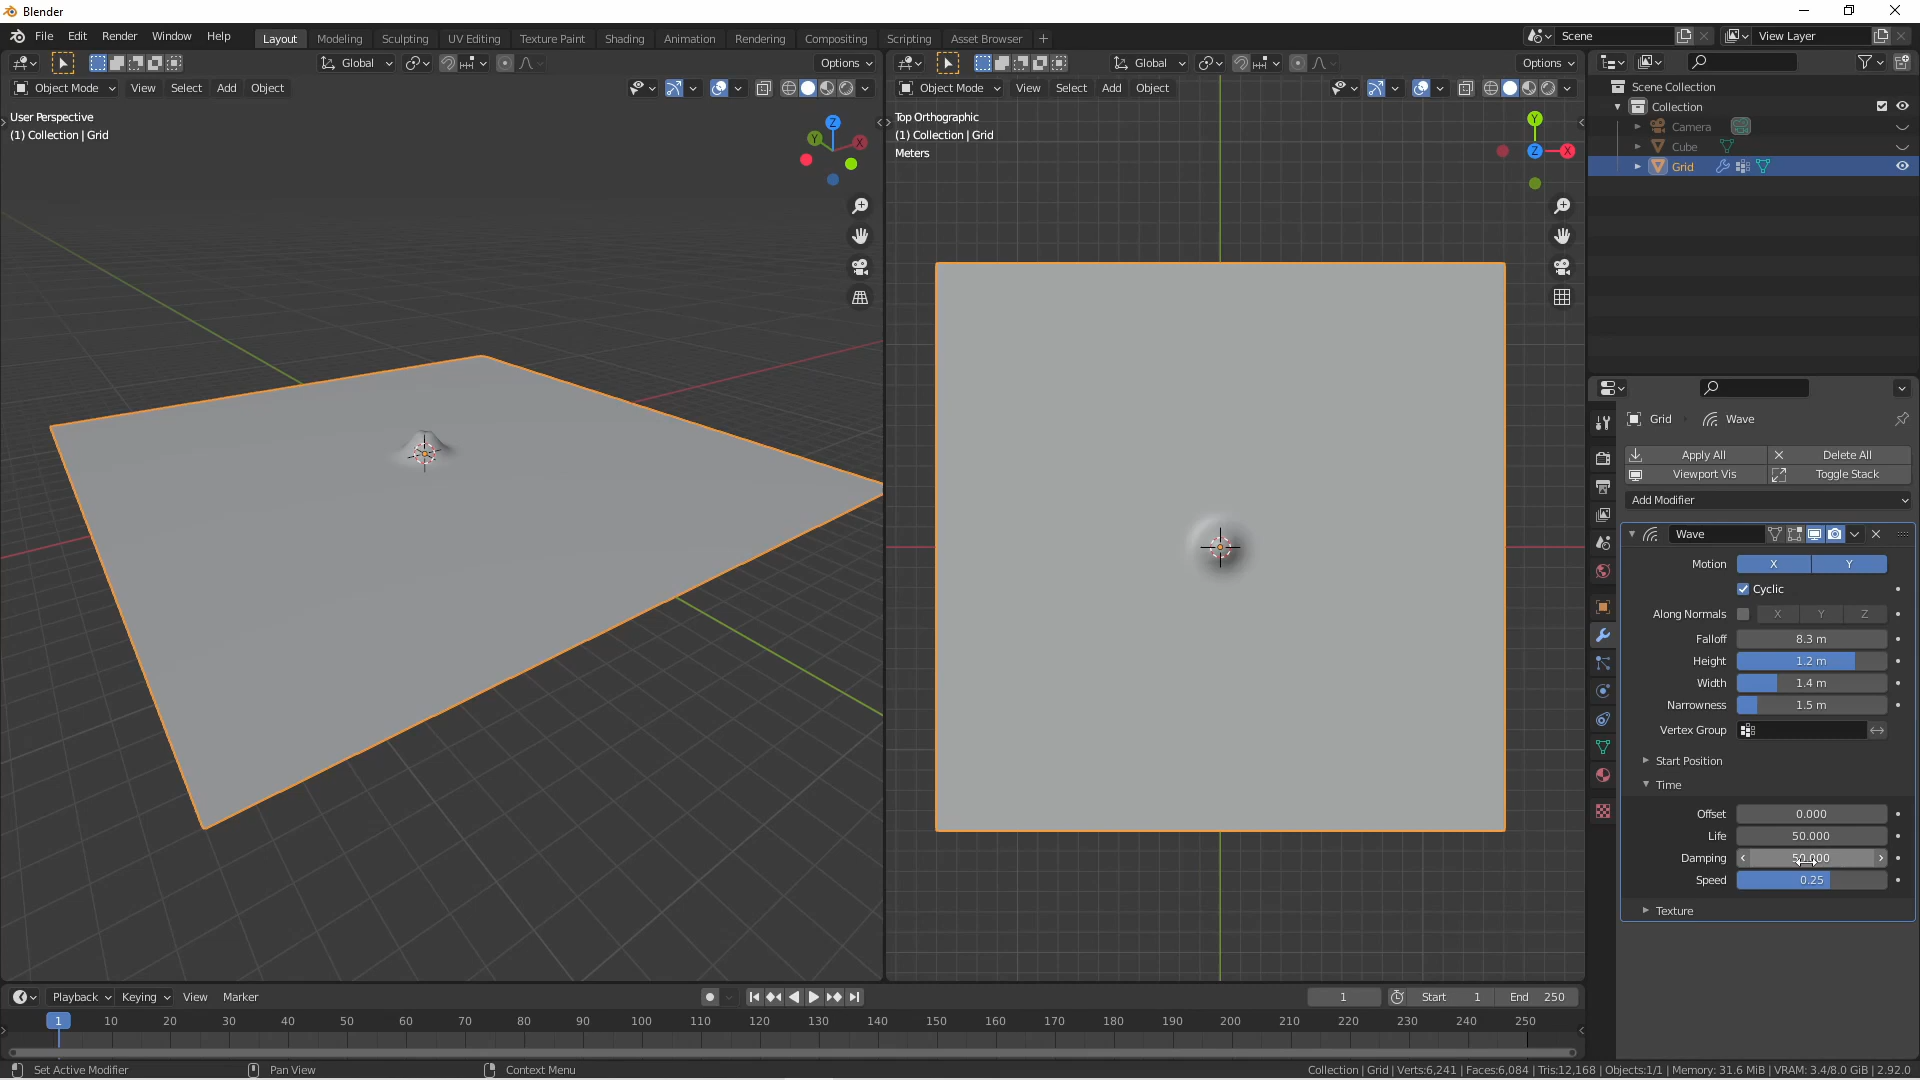 Blender
File Edit Render Window Help Layout Modeling Sculpting UV Editing Texture Paint Shading Animation Rendering Compositing Scripting Asset Browser + Scene View Layer
Global Options
Global Options
Object Mode View Select Add Object
Object Mode View Select Add Object
User Perspective
(1) Collection | Grid
Z
Y
X
Top Orthographic
(1) Collection | Grid
Meters
Y
Z
X
Scene Collection
Collection
Camera
Cube
Grid
Grid Wave
Apply All Delete All
Viewport Vis Toggle Stack
Add Modifier
Wave
Motion X Y
Cyclic
Along Normals X Y Z
Falloff 8.3 m
Height 1.2 m
Width 1.4 m
Narrowness 1.5 m
Vertex Group
Start Position
Time
Offset 0.000
Life 50.000
Damping 50.000
Speed 0.25
Texture
Playback Keying View Marker 1 Start 1 End 250
1 10 20 30 40 50 60 70 80 90 100 110 120 130 140 150 160 170 180 190 200 210 220 230 240 250
Set Active Modifier Pan View Context Menu Collection | Grid | Verts:6,241 | Faces:6,084 | Tris:12,168 | Objects:1/1 | Memory: 31.6 MiB | VRAM: 3.4/8.0 GiB | 2.92.0